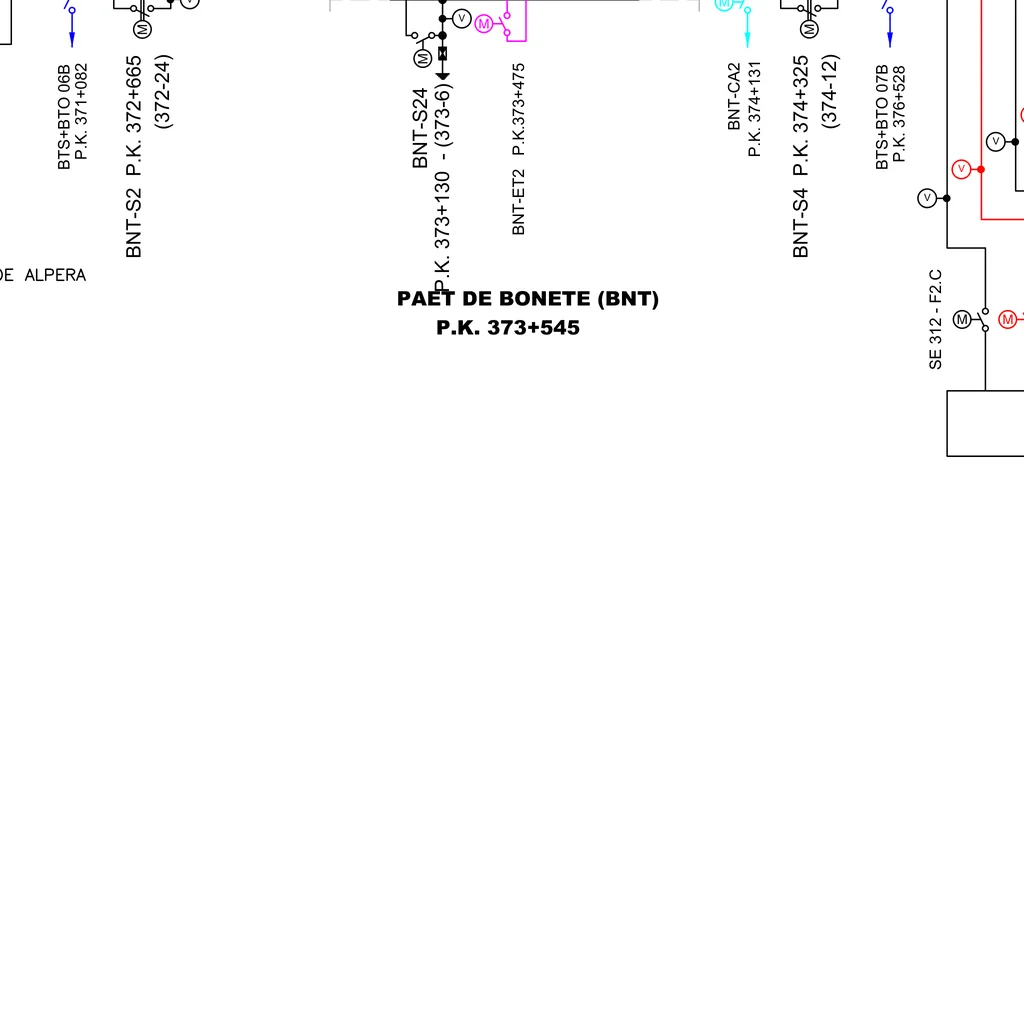 BTS+BTO 06B
P.K. 371+082
M
BNT-S2 P.K. 372+665
(372-24)
V
M
BNT-S24
P.K. 373+130 - (373-6)
V
M
BNT-ET2 P.K.373+475
M
BNT-CA2
P.K. 374+131
M
BNT-S4 P.K. 374+325
(374-12)
BTS+BTO 07B
P.K. 376+528
V
V
V
DE ALPERA
PAET DE BONETE (BNT)
P.K. 373+545
SE 312 - F2.C
M
M